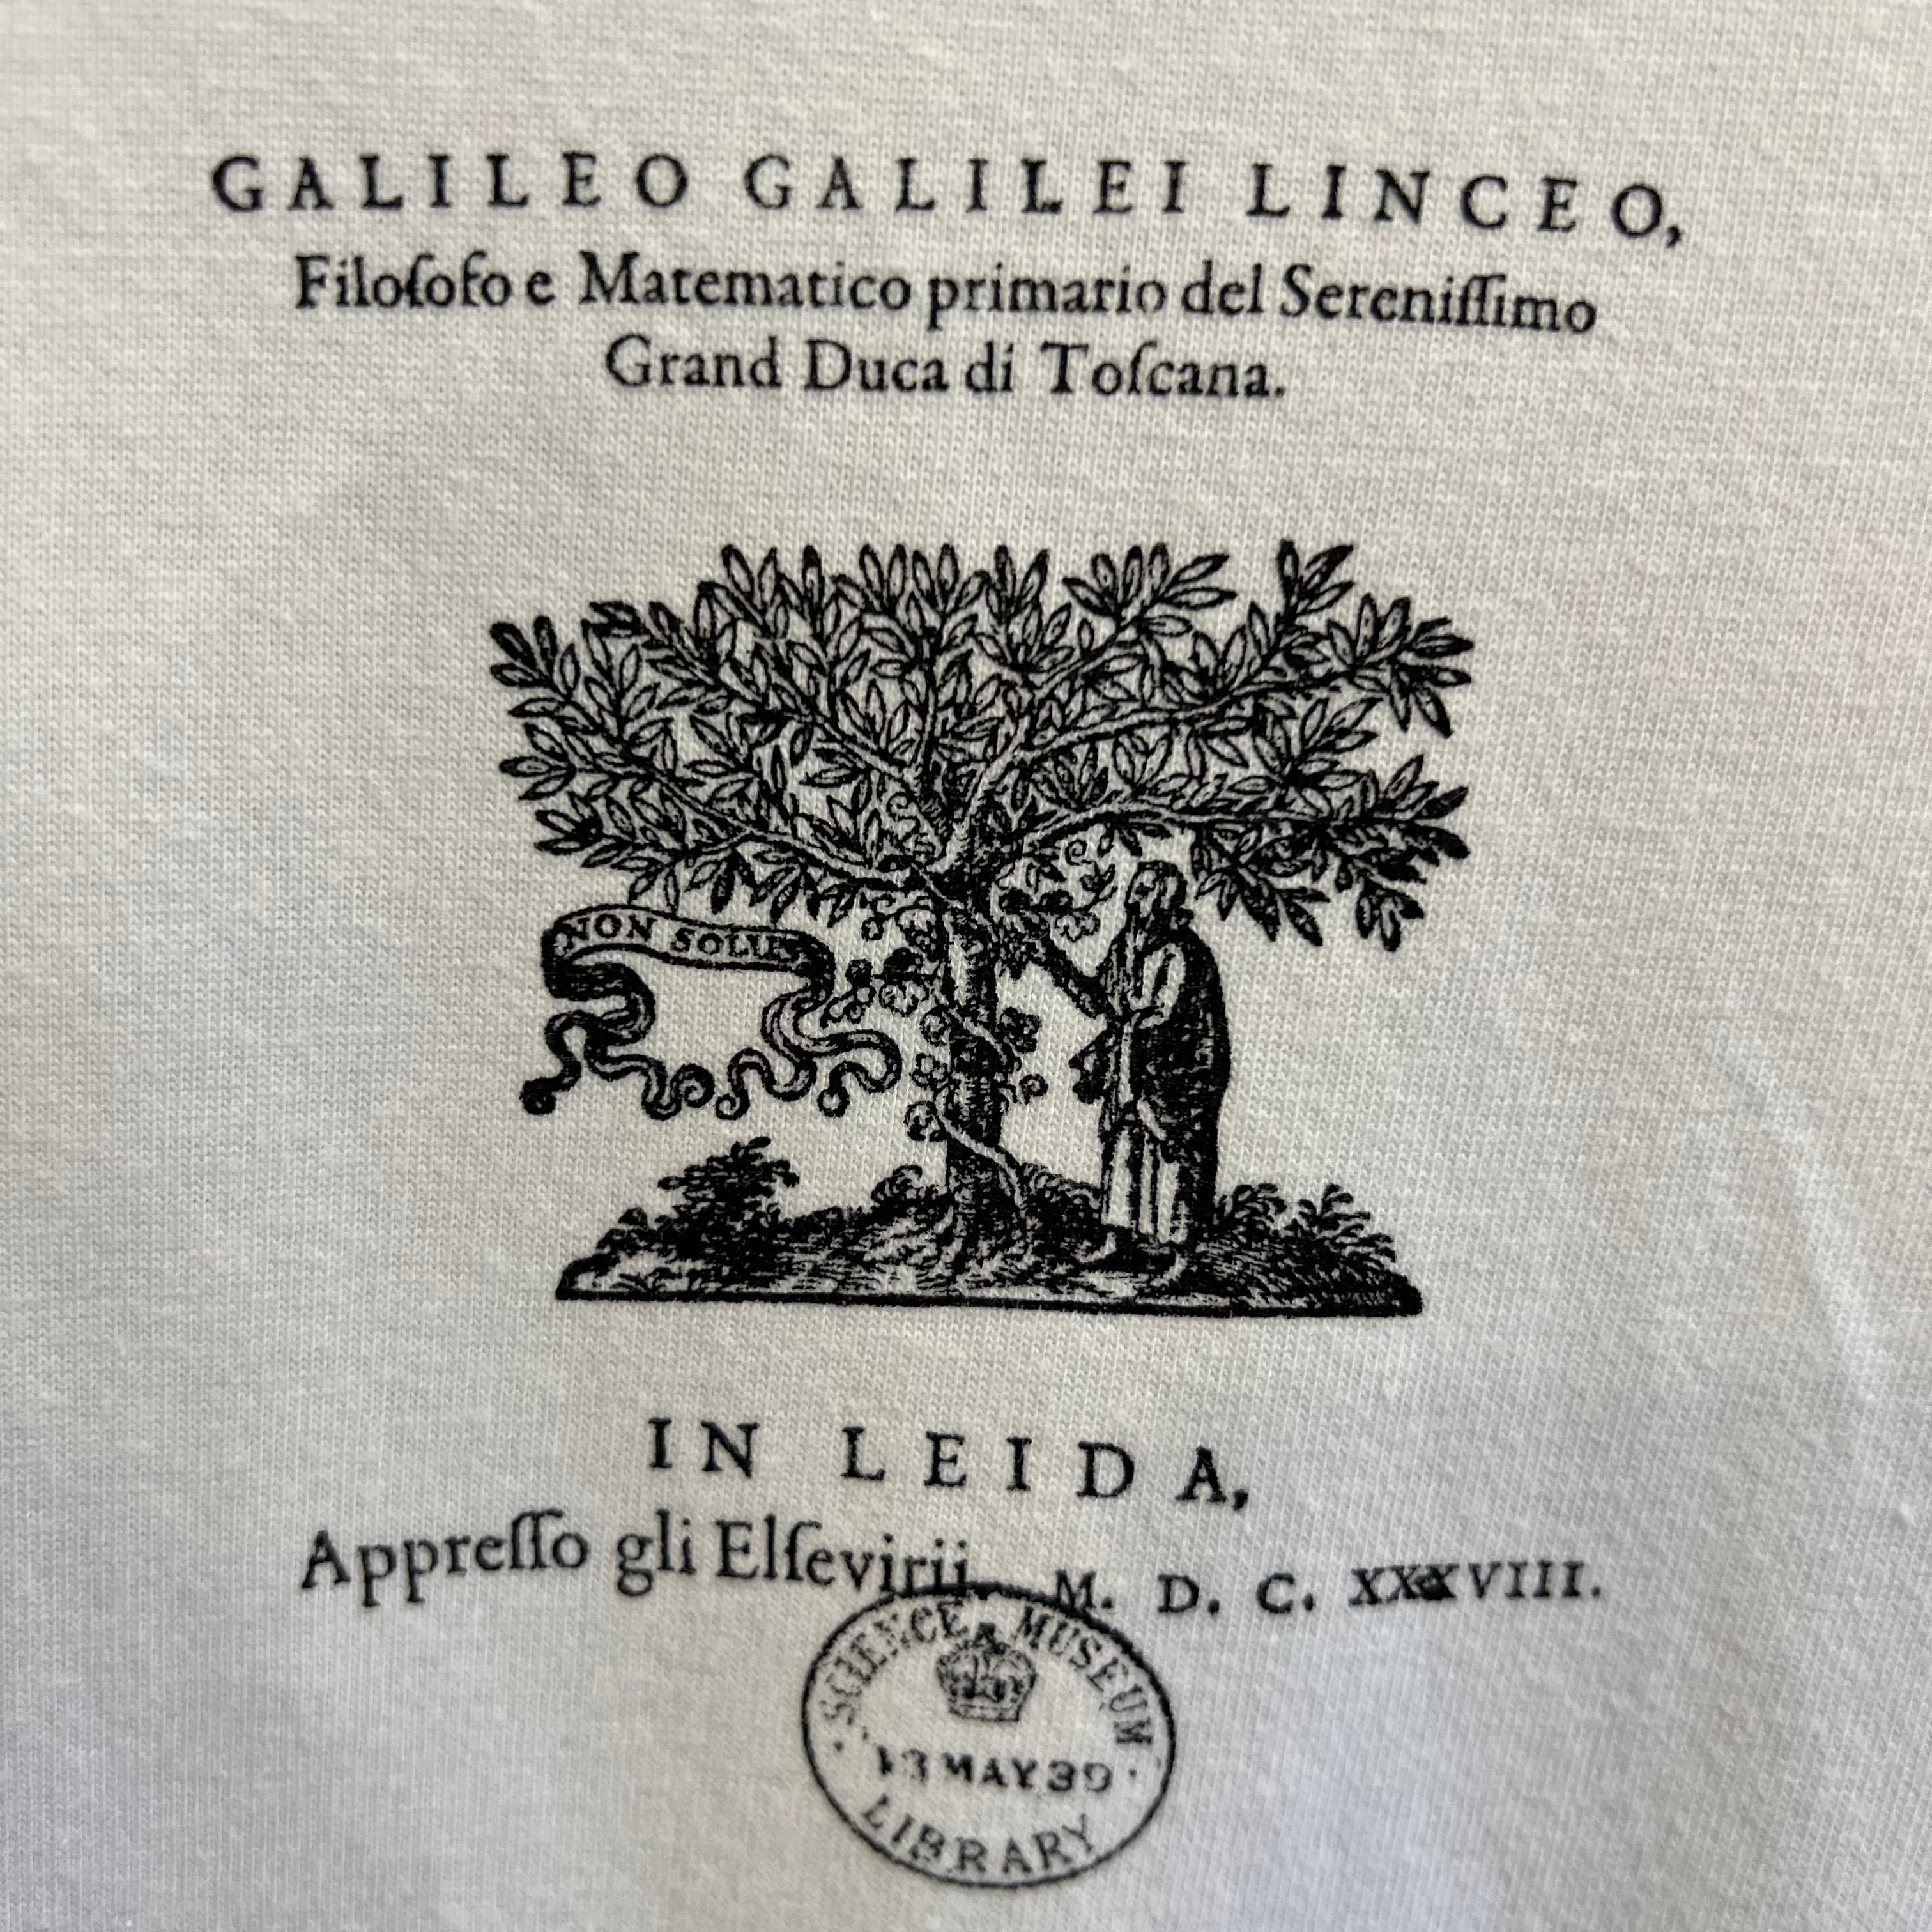 GALILEO GALILEI LINCEO,
Filoſofo e Matematico primario del Sereniſſimo
Grand Duca di Toſcana.
NON SOLUS
IN LEIDA,
Appreſſo gli Elſevirii. M. D. C. XXXVIII.
SCIENCE MUSEUM
13 MAY 39
LIBRARY